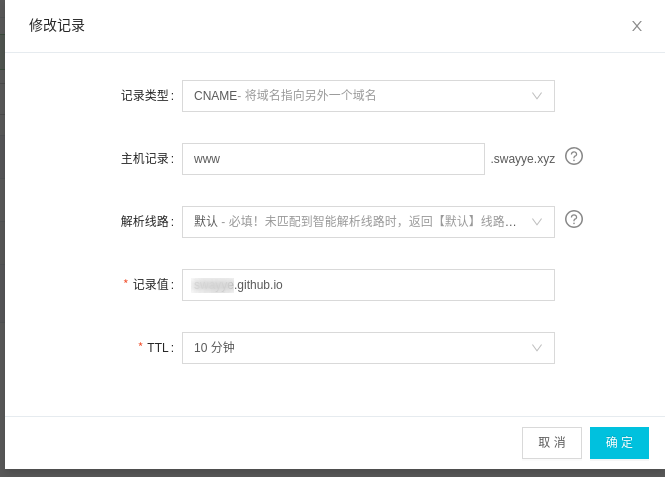 修改记录
记录类型: CNAME- 将域名指向另外一个域名
主机记录: www .swayye.xyz ?
解析线路: 默认 - 必填！未匹配到智能解析线路时，返回【默认】线路... ?
* 记录值: .github.io
* TTL: 10 分钟
取 消 确 定